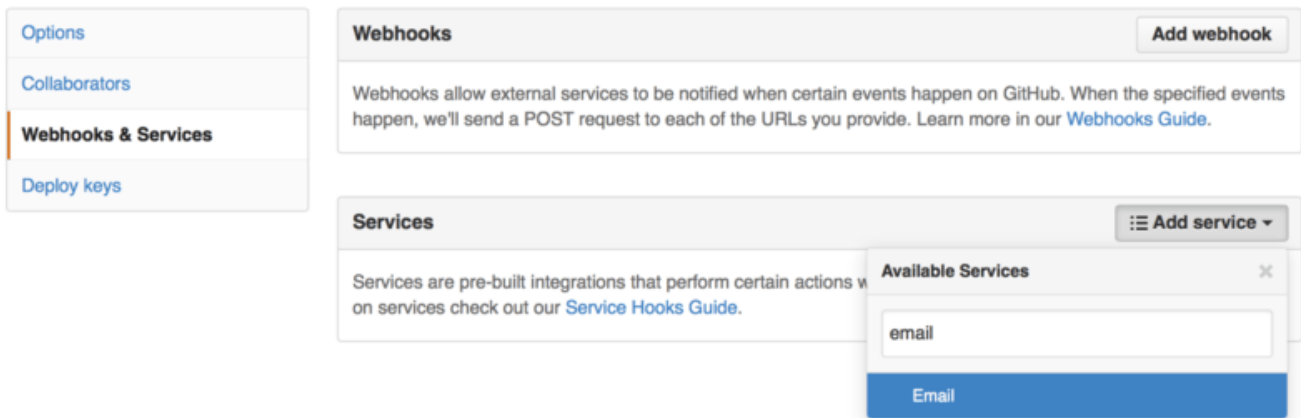 Options
Collaborators
Webhooks & Services
Deploy keys
Webhooks
Add webhook
Webhooks allow external services to be notified when certain events happen on GitHub. When the specified events
happen, we'll send a POST request to each of the URLs you provide. Learn more in our Webhooks Guide.
Services
Add service
Services are pre-built integrations that perform certain actions
on services check out our Service Hooks Guide.
Available Services
email
Email